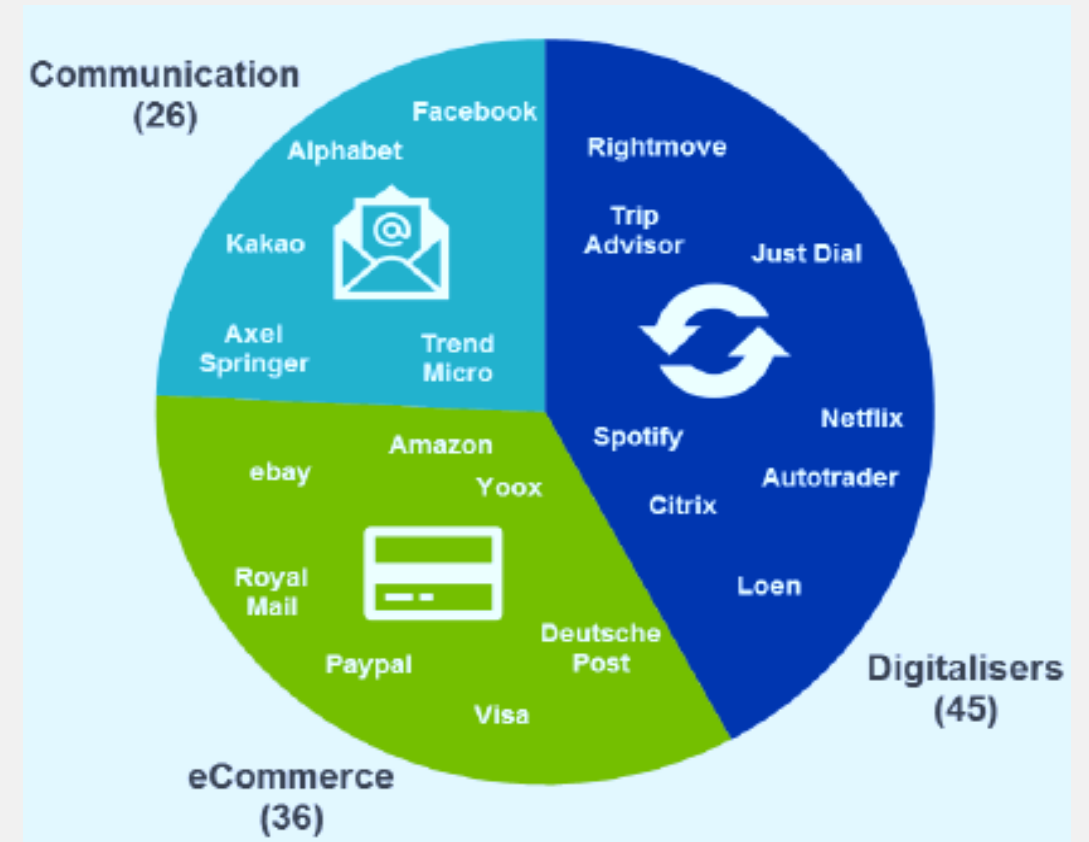 Communication
(26)
Facebook
Alphabet
@
Kakao
Axel
Springer
Trend
Micro
Rightmove
Trip
Advisor
Just Dial
Netflix
Spotify
Autotrader
Citrix
Loen
Digitalisers
(45)
Amazon
ebay
Yoox
Royal
Mail
Deutsche
Post
Paypal
Visa
eCommerce
(36)